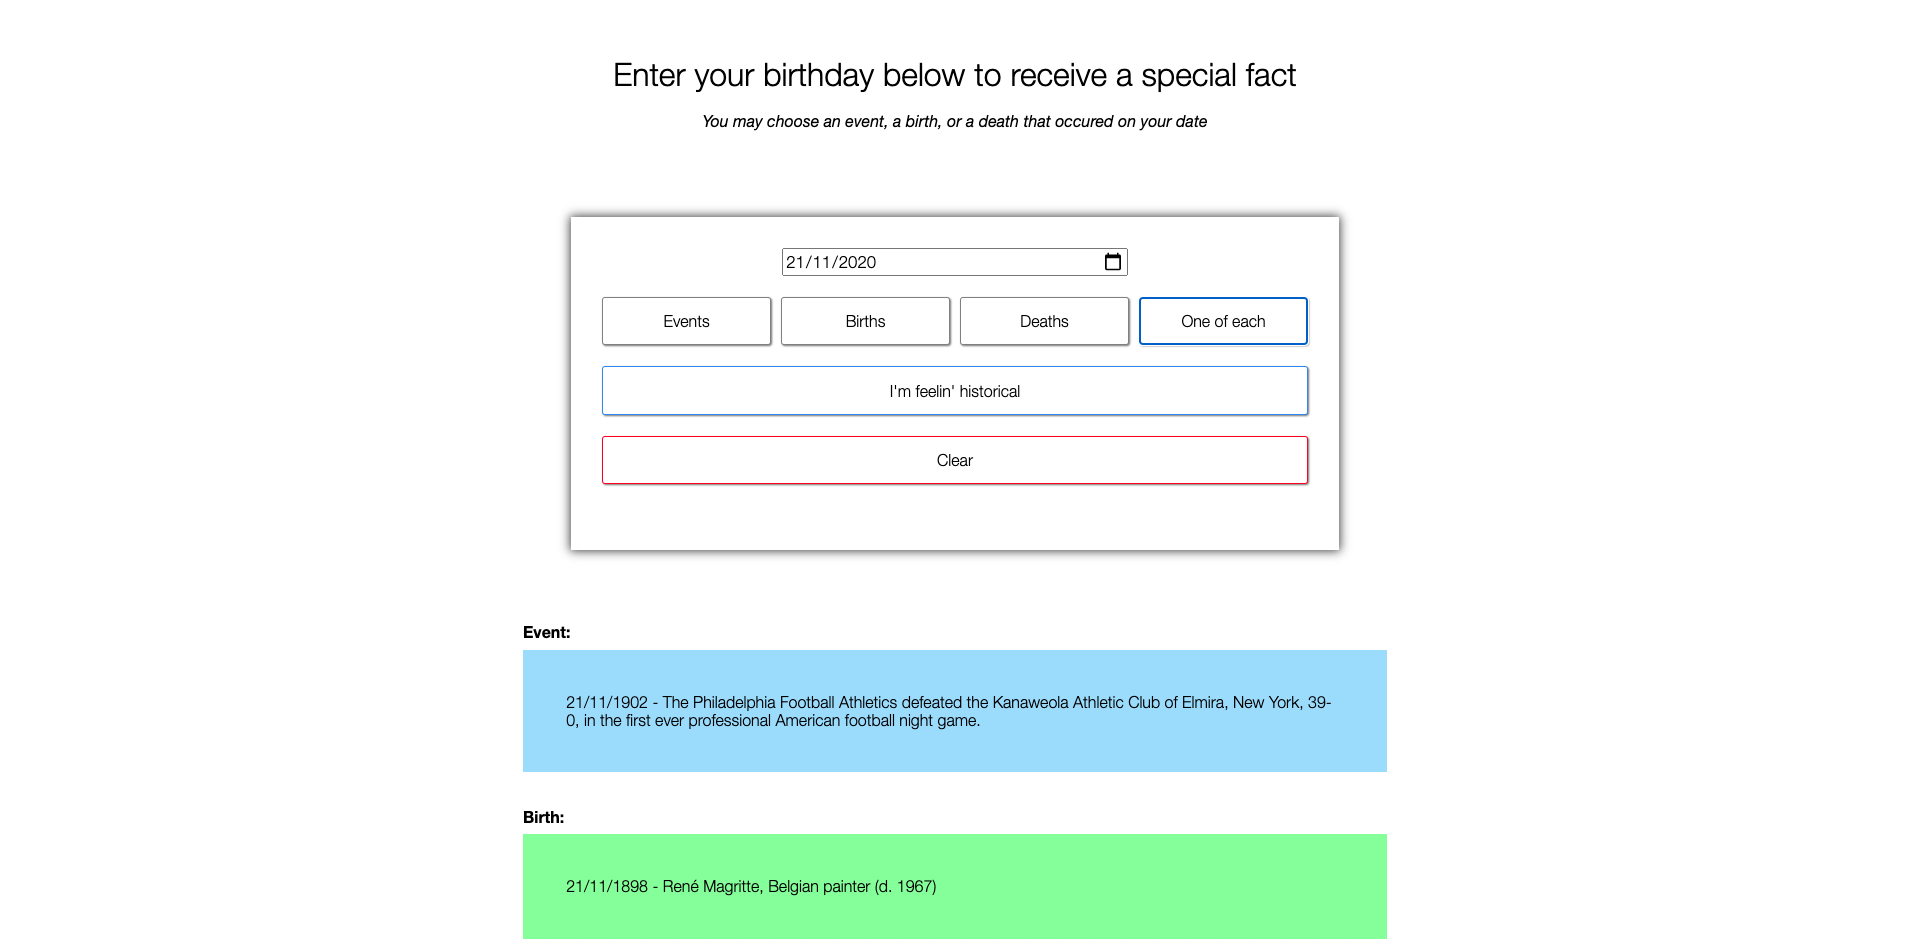 Enter your birthday below to receive a special fact
You may choose an event, a birth, or a death that occured on your date
21/11/2020
Events
Births
Deaths
One of each
I'm feelin' historical
Clear
Event:
21/11/1902 - The Philadelphia Football Athletics defeated the Kanaweola Athletic Club of Elmira, New York, 39-
0, in the first ever professional American football night game.
Birth:
21/11/1898 - René Magritte, Belgian painter (d. 1967)